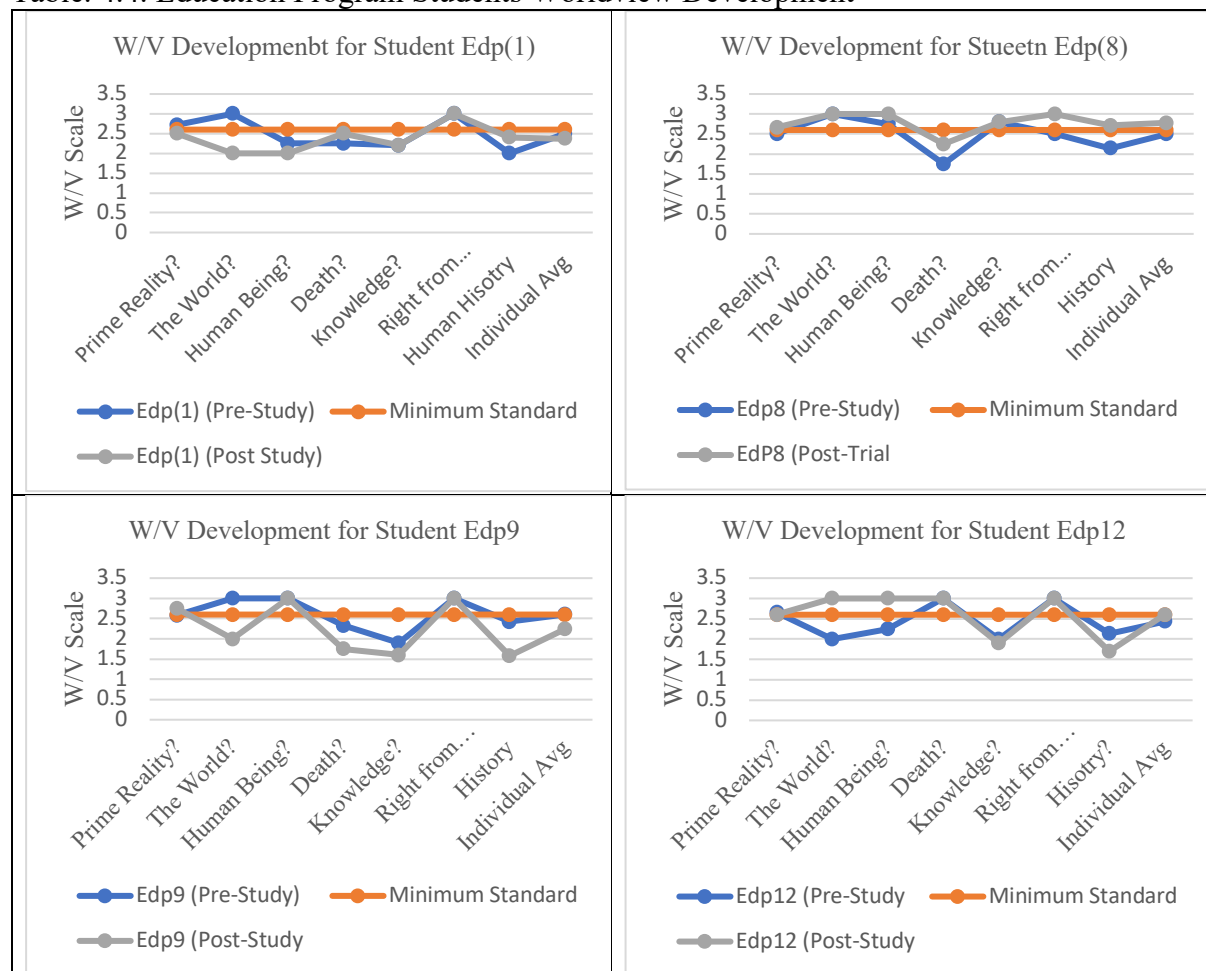 Table: 4.4. Education Program Students Worldview Development
W/V Developmenbt for Student Edp(1)
W/V Scale
3.5
3
2.5
2
1.5
1
0.5
0
Prime Reality?
The World?
Human Being?
Death?
Knowledge?
Right from...
Human Hisotry
Individual Avg
Edp(1) (Pre-Study)
Minimum Standard
Edp(1) (Post Study)
W/V Development for Stueetn Edp(8)
W/V Scale
3.5
3
2.5
2
1.5
1
0.5
0
Prime Reality?
The World?
Human Being?
Death?
Knowledge?
Right from...
History
Individual Avg
Edp8 (Pre-Study)
Minimum Standard
EdP8 (Post-Trial
W/V Development for Student Edp9
W/V Scale
3.5
3
2.5
2
1.5
1
0.5
0
Prime Reality?
The World?
Human Being?
Death?
Knowledge?
Right from...
History
Individual Avg
Edp9 (Pre-Study)
Minimum Standard
Edp9 (Post-Study
W/V Development for Student Edp12
W/V Scale
3.5
3
2.5
2
1.5
1
0.5
0
Prime Reality?
The World?
Human Being?
Death?
Knowledge?
Right from...
Hisotry?
Individual Avg
Edp12 (Pre-Study
Minimum Standard
Edp12 (Post-Study